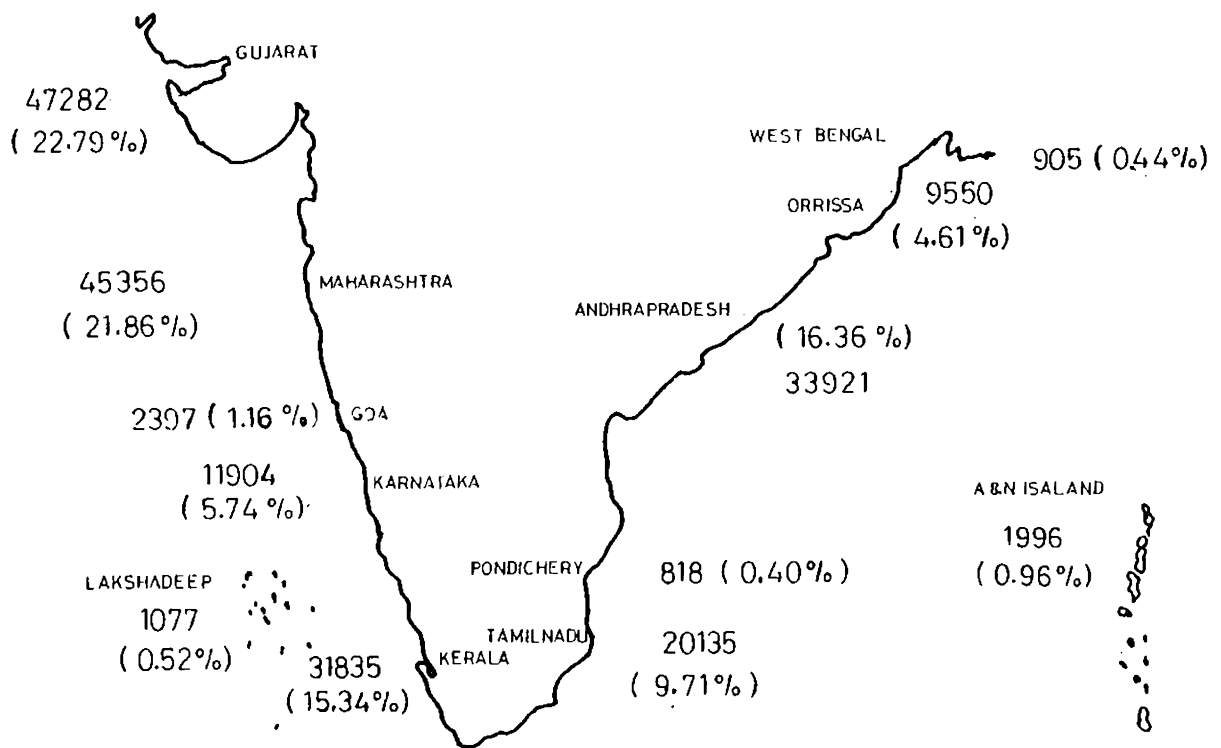 GUJARAT
47282
( 22.79 % )
WEST BENGAL
905 ( 0.44 % )
ORRISSA
9550
( 4.61 % )
MAHARASHTRA
45356
( 21.86 % )
ANDHRAPRADESH
( 16.36 % )
33921
2397 ( 1.16 % )
GOA
11904
( 5.74 % )
KARNATAKA
A &N ISALAND
1996
( 0.96 % )
LAKSHADEEP
1077
( 0.52 % )
PONDICHERY
818 ( 0.40 % )
TAMILNADU
20135
( 9.71 % )
KERALA
31835
( 15.34 % )